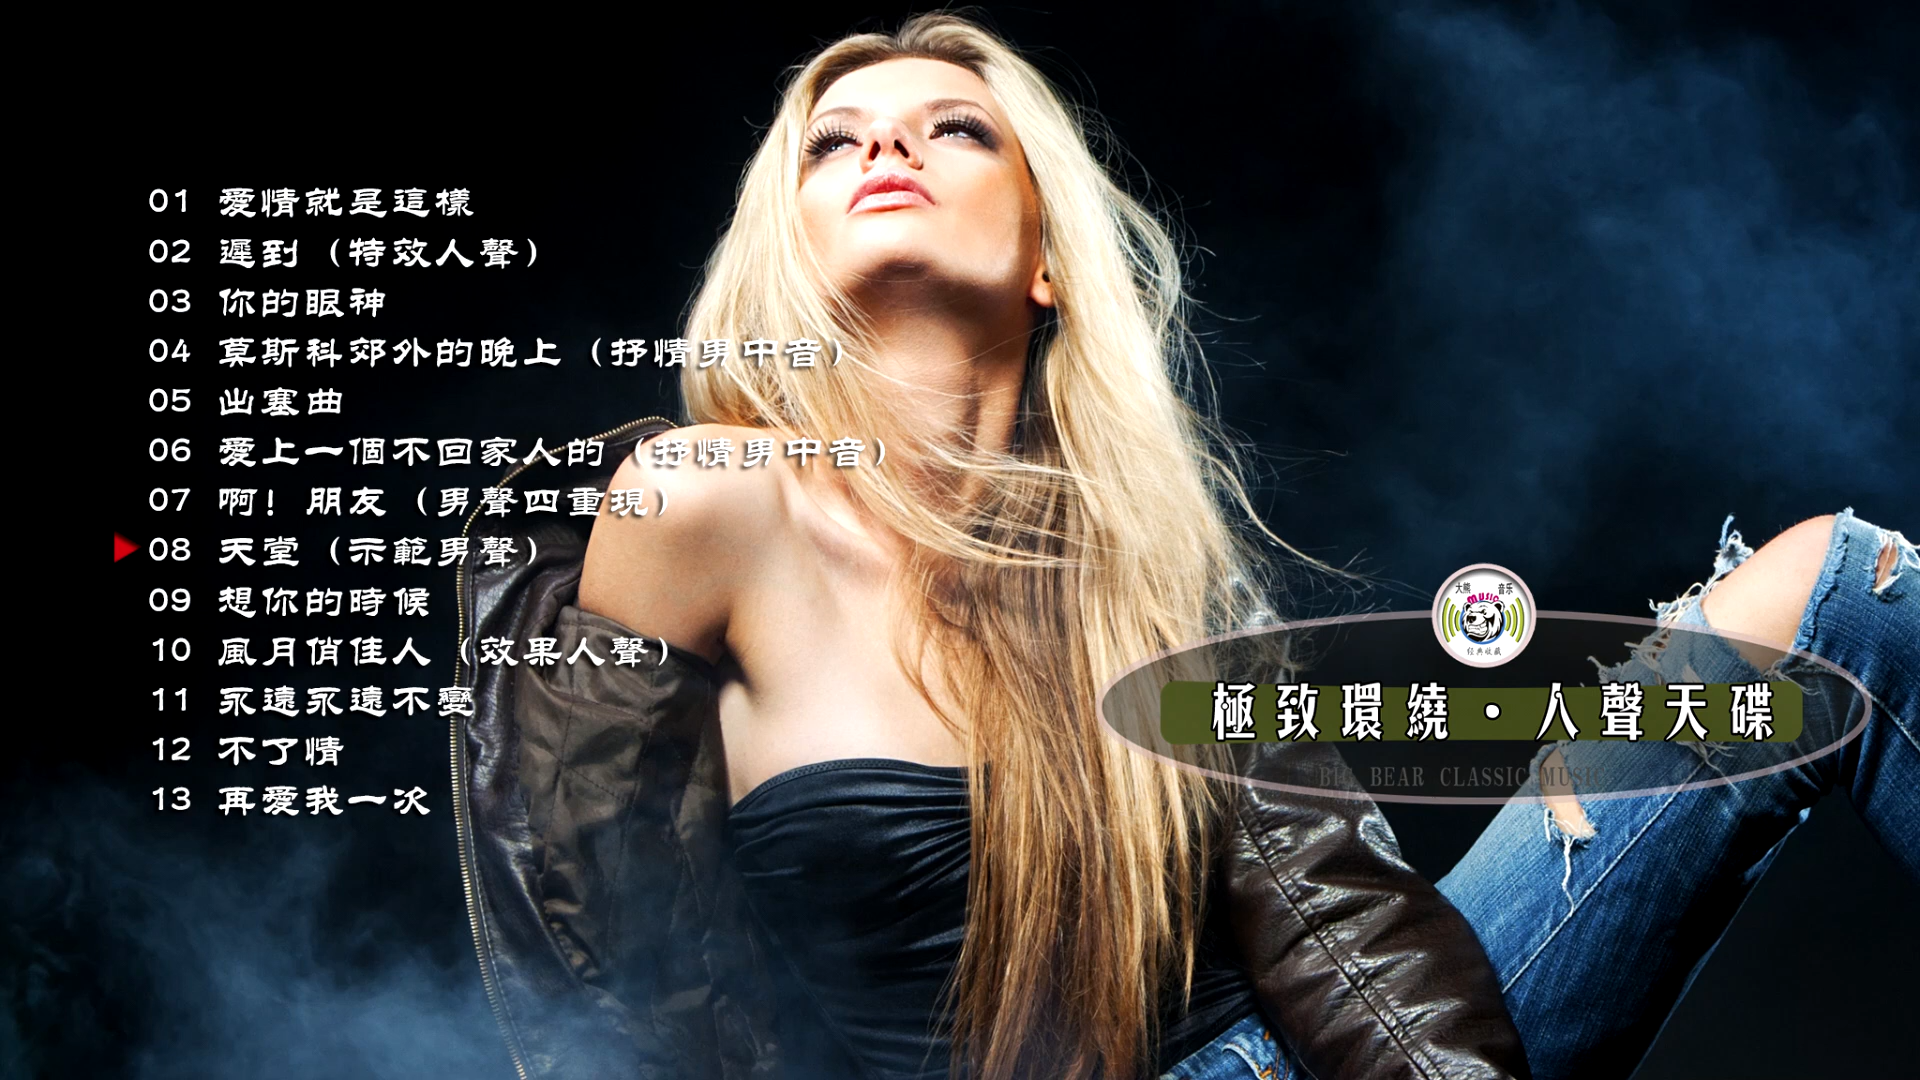 01 愛情就是這樣
02 遲到（特效人聲）
03 你的眼神
04 莫斯科郊外的晚上（抒情男中音）
05 出塞曲
06 愛上一個不回家人的（抒情男中音）
07 啊！朋友（男聲四重現）
08 天堂（示範男聲）
09 想你的時候
10 風月俏佳人（效果人聲）
11 永遠永遠不變
12 不了情
13 再愛我一次
大熊 音乐
MUSIC
经典收藏
極致環繞·人聲天碟
BIG BEAR CLASSIC MUSIC